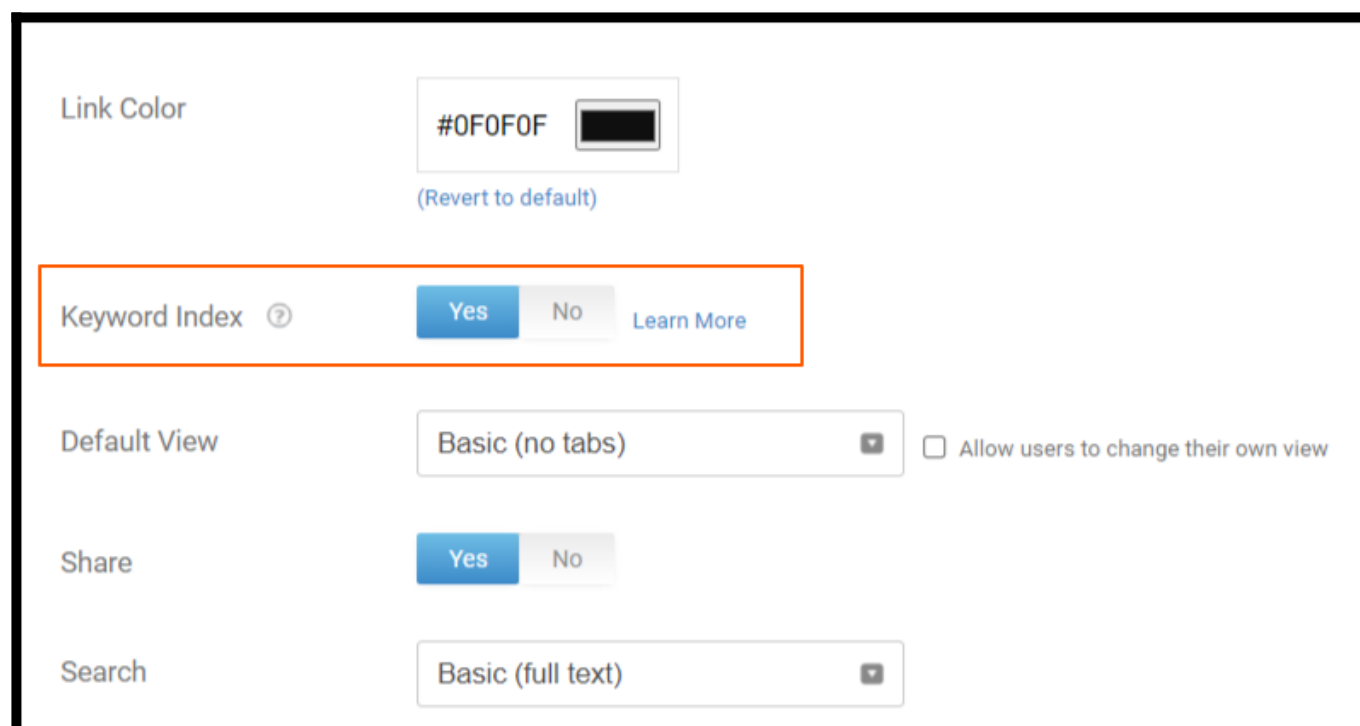 Link Color
#0F0F0F
(Revert to default)
Keyword Index ?
Yes No Learn More
Default View
Basic (no tabs)
Allow users to change their own view
Share
Yes No
Search
Basic (full text)